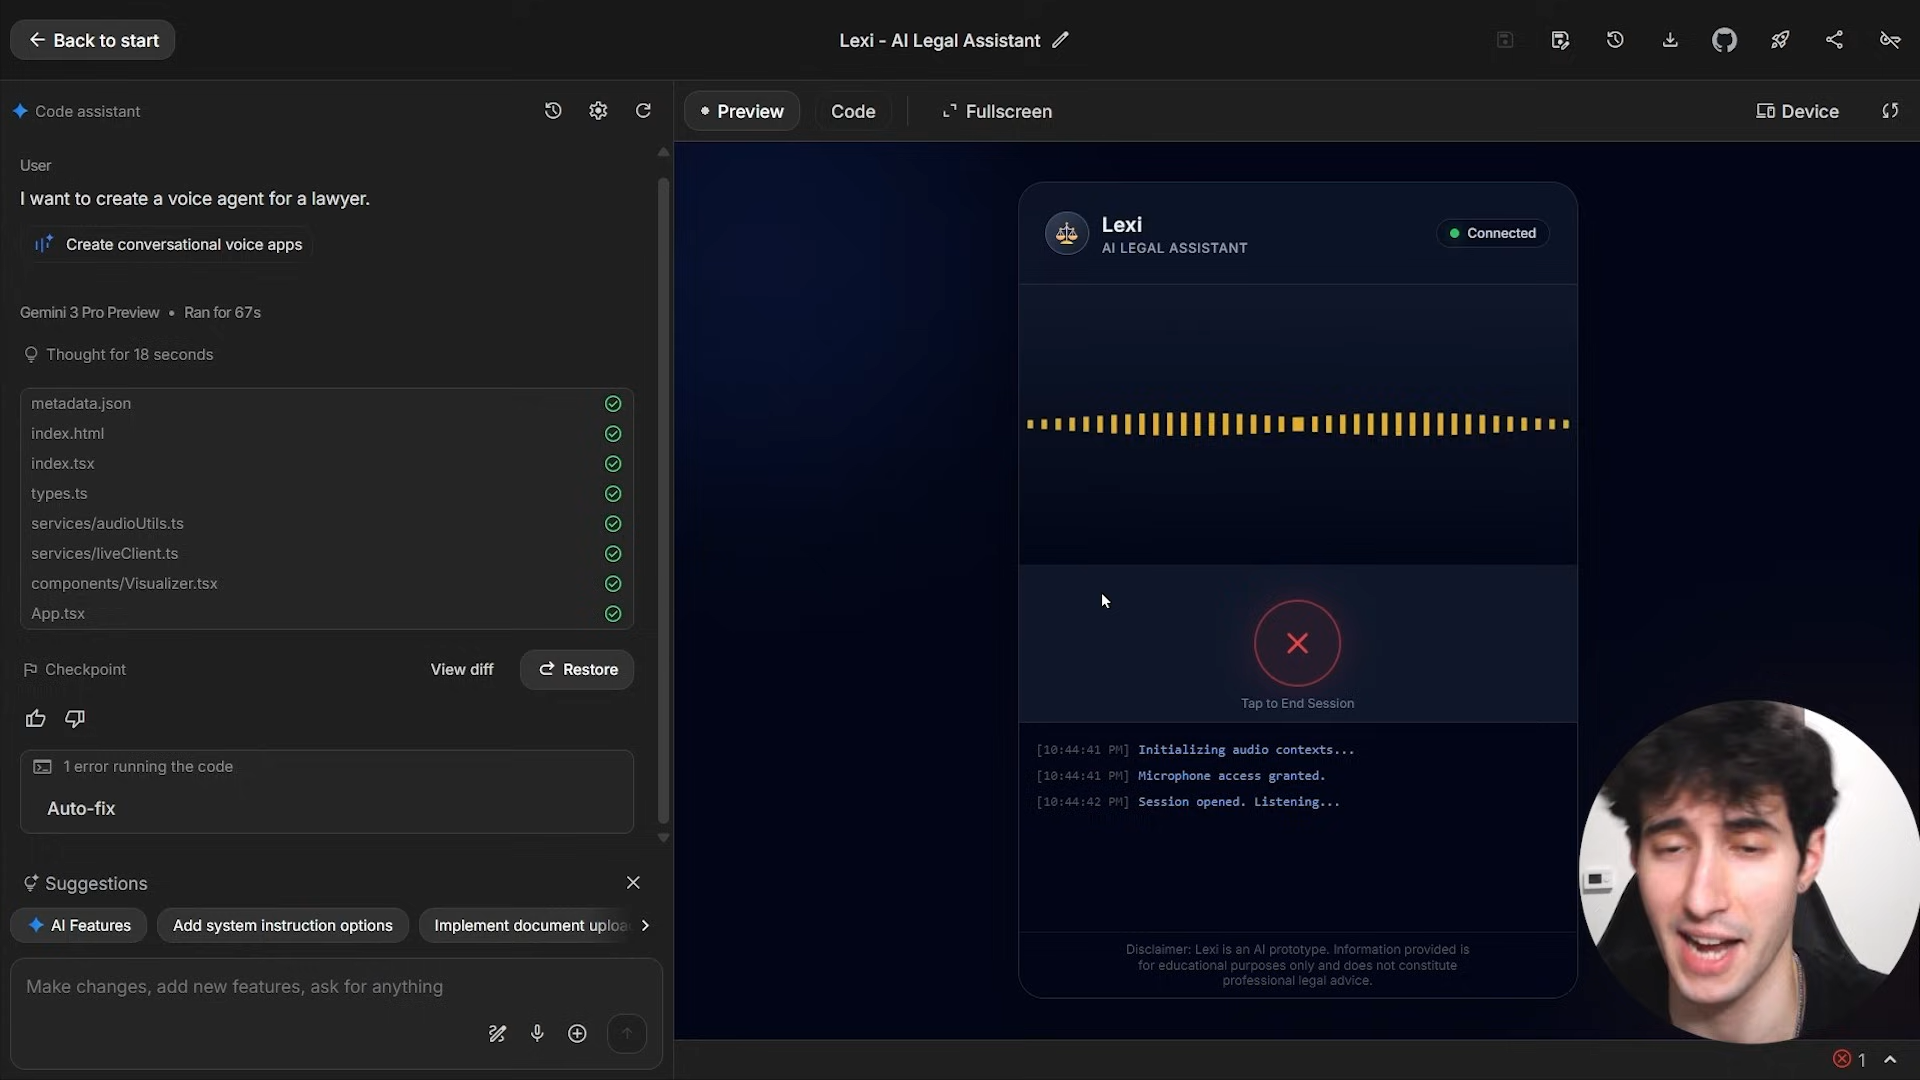 Back to start
Lexi - AI Legal Assistant
Code assistant
User
I want to create a voice agent for a lawyer.
Create conversational voice apps
Gemini 3 Pro Preview • Ran for 67s
Thought for 18 seconds
metadata.json
index.html
index.tsx
types.ts
services/audioUtils.ts
services/liveClient.ts
components/Visualizer.tsx
App.tsx
Checkpoint
View diff
Restore
1 error running the code
Auto-fix
Suggestions
AI Features
Add system instruction options
Implement document uploa
Make changes, add new features, ask for anything
Preview
Code
Fullscreen
Device
Lexi
AI LEGAL ASSISTANT
Connected
Tap to End Session
[10:44:41 PM] Initializing audio contexts...
[10:44:41 PM] Microphone access granted.
[10:44:42 PM] Session opened. Listening...
Disclaimer: Lexi is an AI prototype. Information provided is
for educational purposes only and does not constitute
professional legal advice.
1